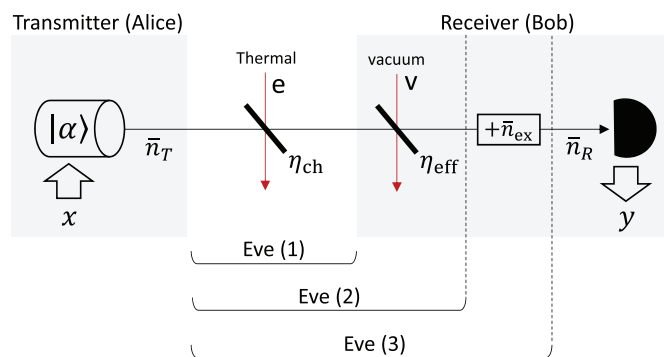 Transmitter (Alice)
Receiver (Bob)
Thermal
e
vacuum
v
|α⟩
n̄_T
η_ch
η_eff
+n̄_ex
n̄_R
x
y
Eve (1)
Eve (2)
Eve (3)